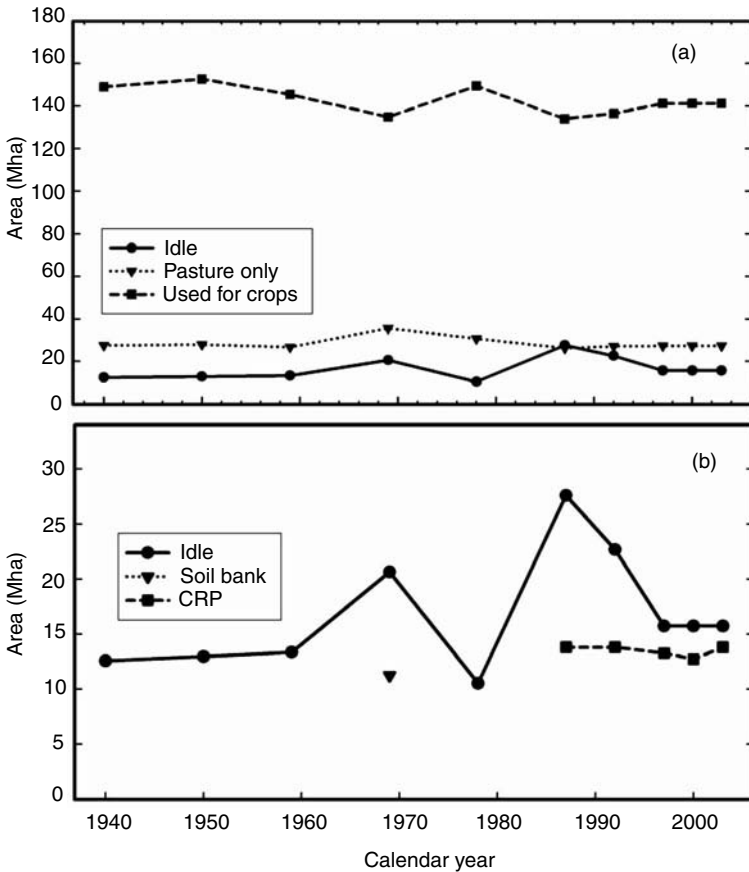 180
160
140
120
100
80
60
40
20
0
Area (Mha)
(a)
Idle
Pasture only
Used for crops
30
25
20
15
10
5
0
Area (Mha)
(b)
Idle
Soil bank
CRP
1940 1950 1960 1970 1980 1990 2000
Calendar year